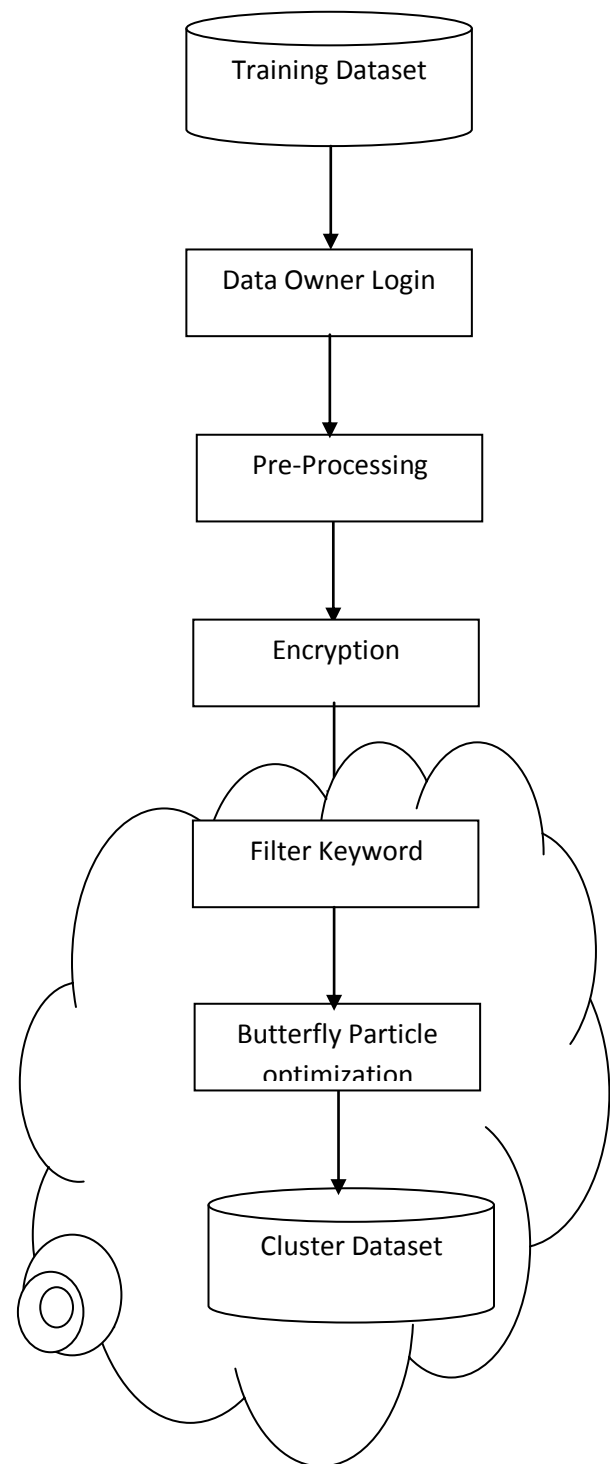 Training Dataset
Data Owner Login
Pre-Processing
Encryption
Filter Keyword
Butterfly Particle
optimization
Cluster Dataset